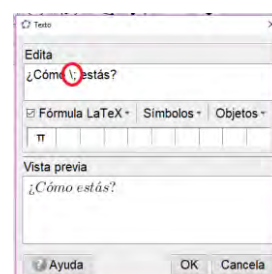 Texto
Edita
¿Cómo \; estás?
Fórmula LaTeX Símbolos Objetos
π
Vista previa
¿Cómo estás?
Ayuda OK Cancela